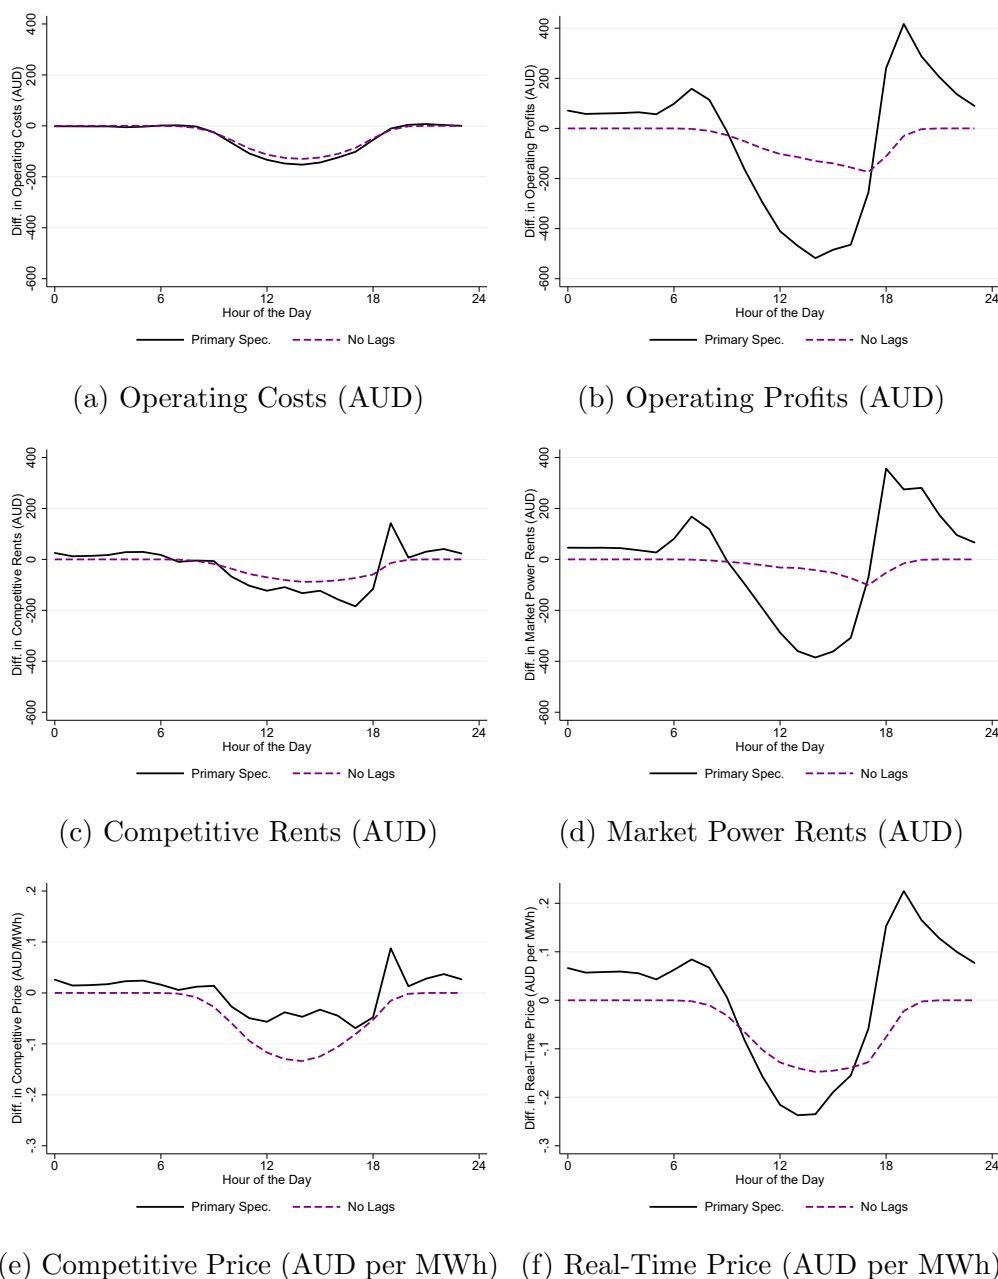 Diff. in Operating Costs (AUD)
400
200
0
-200
-400
-600
0 6 12 18 24
Hour of the Day
Primary Spec. No Lags
(a) Operating Costs (AUD)
Diff. in Operating Profits (AUD)
400
200
0
-200
-400
-600
0 6 12 18 24
Hour of the Day
Primary Spec. No Lags
(b) Operating Profits (AUD)
Diff. in Competitive Rents (AUD)
400
200
0
-200
-400
-600
0 6 12 18 24
Hour of the Day
Primary Spec. No Lags
(c) Competitive Rents (AUD)
Diff. in Market Power Rents (AUD)
400
200
0
-200
-400
-600
0 6 12 18 24
Hour of the Day
Primary Spec. No Lags
(d) Market Power Rents (AUD)
Diff. in Competitive Price (AUD/MWh)
.2
.1
0
-.1
-.2
-.3
0 6 12 18 24
Hour of the Day
Primary Spec. No Lags
(e) Competitive Price (AUD per MWh)
Diff. in Real-Time Price (AUD per MWh)
.2
.1
0
-.1
-.2
-.3
0 6 12 18 24
Hour of the Day
Primary Spec. No Lags
(f) Real-Time Price (AUD per MWh)